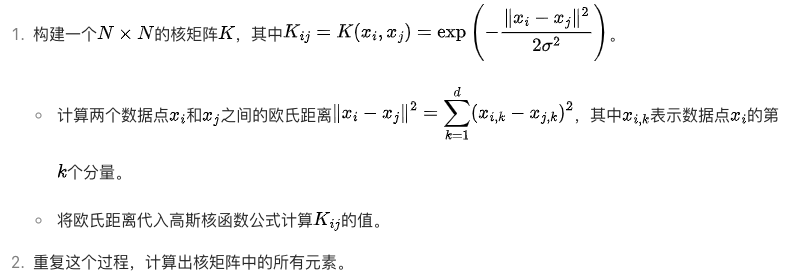 1. 构建一个$N \times N$的核矩阵$K$，其中$K_{ij} = K(x_i, x_j) = \exp\left(-\frac{\|x_i - x_j\|^2}{2\sigma^2}\right)$。
◦ 计算两个数据点$x_i$和$x_j$之间的欧氏距离$\|x_i - x_j\|^2 = \sum_{k=1}^{d}(x_{i,k} - x_{j,k})^2$，其中$x_{i,k}$表示数据点$x_i$的第
$k$个分量。
◦ 将欧氏距离代入高斯核函数公式计算$K_{ij}$的值。
2. 重复这个过程，计算出核矩阵中的所有元素。